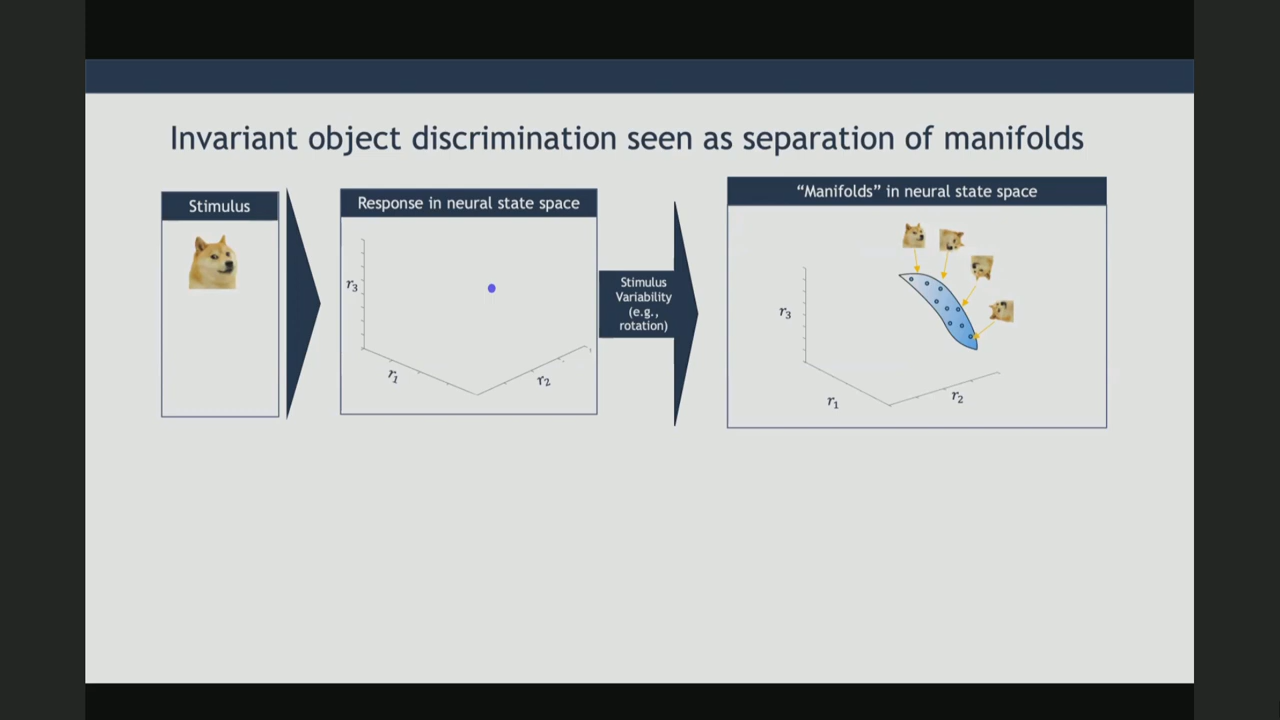 Invariant object discrimination seen as separation of manifolds
Stimulus
Response in neural state space
r3
r1
r2
Stimulus
Variability
(e.g.,
rotation)
“Manifolds” in neural state space
r3
r1
r2